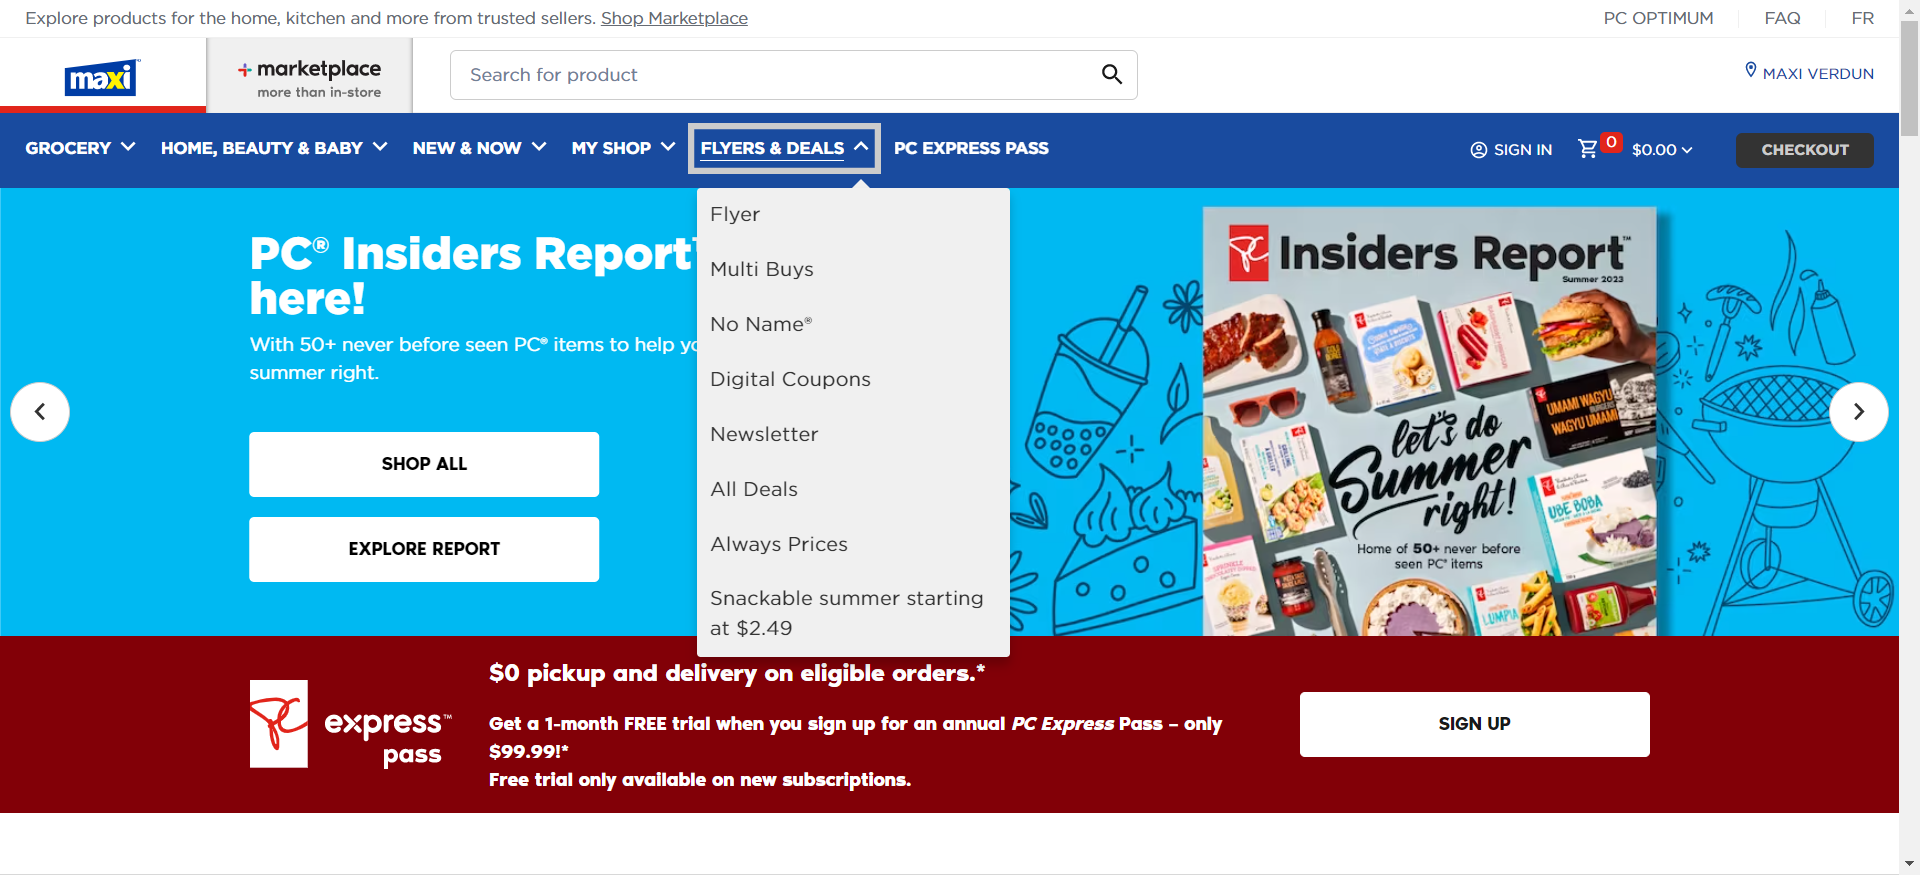 Explore products for the home, kitchen and more from trusted sellers. Shop Marketplace
PC OPTIMUM
FAQ
FR
maxi
marketplace
more than in-store
Search for product
MAXI VERDUN
GROCERY
HOME, BEAUTY & BABY
NEW & NOW
MY SHOP
FLYERS & DEALS
PC EXPRESS PASS
SIGN IN
0
$0.00
CHECKOUT
Flyer
Multi Buys
No Name®
Digital Coupons
Newsletter
All Deals
Always Prices
Snackable summer starting
at $2.49
PC® Insiders Report
here!
With 50+ never before seen PC® items to help
summer right.
SHOP ALL
EXPLORE REPORT
PC Insiders Report™
Summer 2023
UMAMI WAGYU
BURGERS
WAGYU UMAMI
let's do
Summer
right!
UBE BOBA
Home of 50+ never before
seen PC® items
LUMPIA
PC express™
pass
$0 pickup and delivery on eligible orders.*
Get a 1-month FREE trial when you sign up for an annual PC Express Pass – only
$99.99!*
Free trial only available on new subscriptions.
SIGN UP